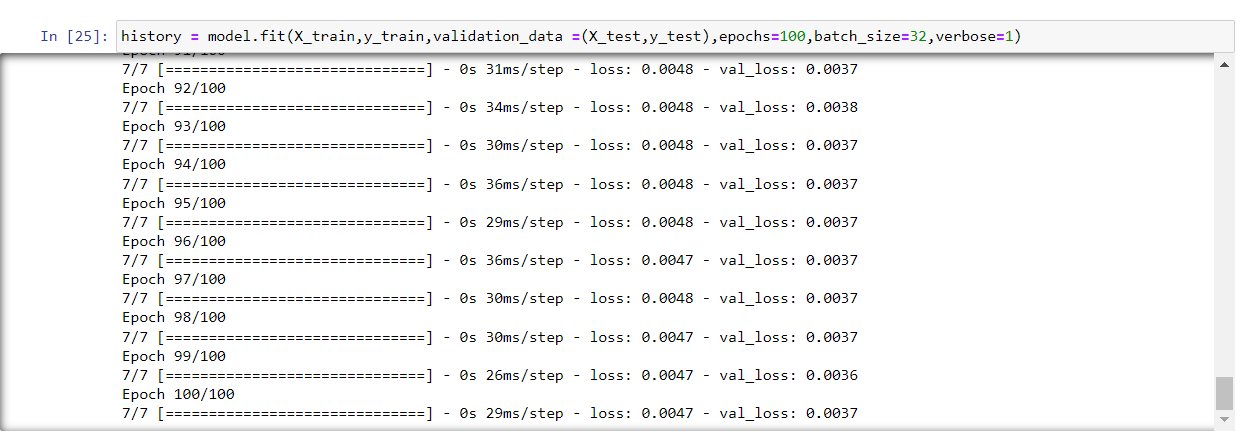 In [25]: history = model.fit(X_train,y_train,validation_data =(X_test,y_test),epochs=100,batch_size=32,verbose=1)
Epoch 91/100
7/7 [==============================] - 0s 31ms/step - loss: 0.0048 - val_loss: 0.0037
Epoch 92/100
7/7 [==============================] - 0s 34ms/step - loss: 0.0048 - val_loss: 0.0038
Epoch 93/100
7/7 [==============================] - 0s 30ms/step - loss: 0.0048 - val_loss: 0.0037
Epoch 94/100
7/7 [==============================] - 0s 36ms/step - loss: 0.0048 - val_loss: 0.0037
Epoch 95/100
7/7 [==============================] - 0s 29ms/step - loss: 0.0048 - val_loss: 0.0037
Epoch 96/100
7/7 [==============================] - 0s 36ms/step - loss: 0.0047 - val_loss: 0.0037
Epoch 97/100
7/7 [==============================] - 0s 30ms/step - loss: 0.0048 - val_loss: 0.0037
Epoch 98/100
7/7 [==============================] - 0s 30ms/step - loss: 0.0047 - val_loss: 0.0037
Epoch 99/100
7/7 [==============================] - 0s 26ms/step - loss: 0.0047 - val_loss: 0.0036
Epoch 100/100
7/7 [==============================] - 0s 29ms/step - loss: 0.0047 - val_loss: 0.0037